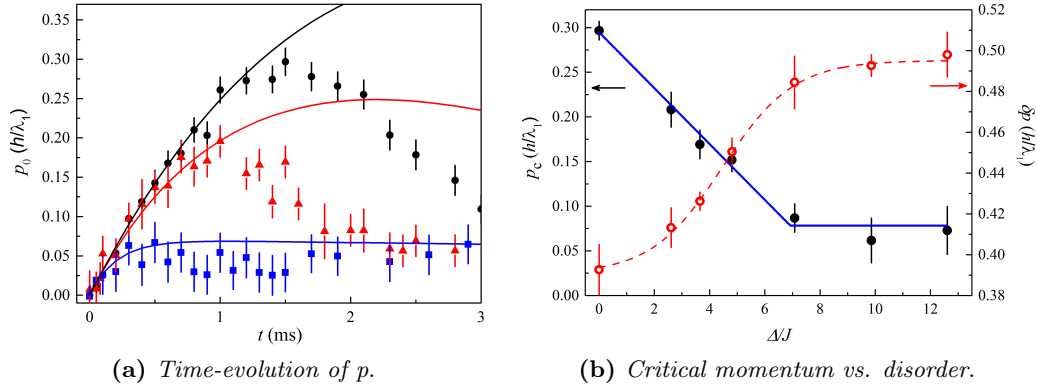 0.35
0.30
0.25
0.20
0.15
0.10
0.05
0.00
p₀ (h/λ₁)
0 1 2 3
t (ms)
(a) Time-evolution of p.
0.30
0.25
0.20
0.15
0.10
0.05
0.00
p_c (h/λ₁)
0 2 4 6 8 10 12 14
Δ/J
0.52
0.50
0.48
0.46
0.44
0.42
0.40
0.38
δp (h/λ₁)
(b) Critical momentum vs. disorder.